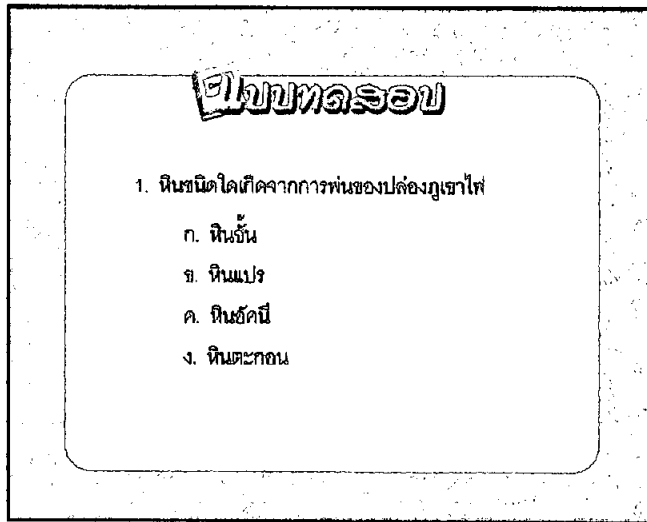 แบบทดสอบ
1. หินชนิดใดเกิดจากการพ่นของปล่องภูเขาไฟ
ก. หินชั้น
ข. หินแปร
ค. หินอัคนี
ง. หินตะกอน